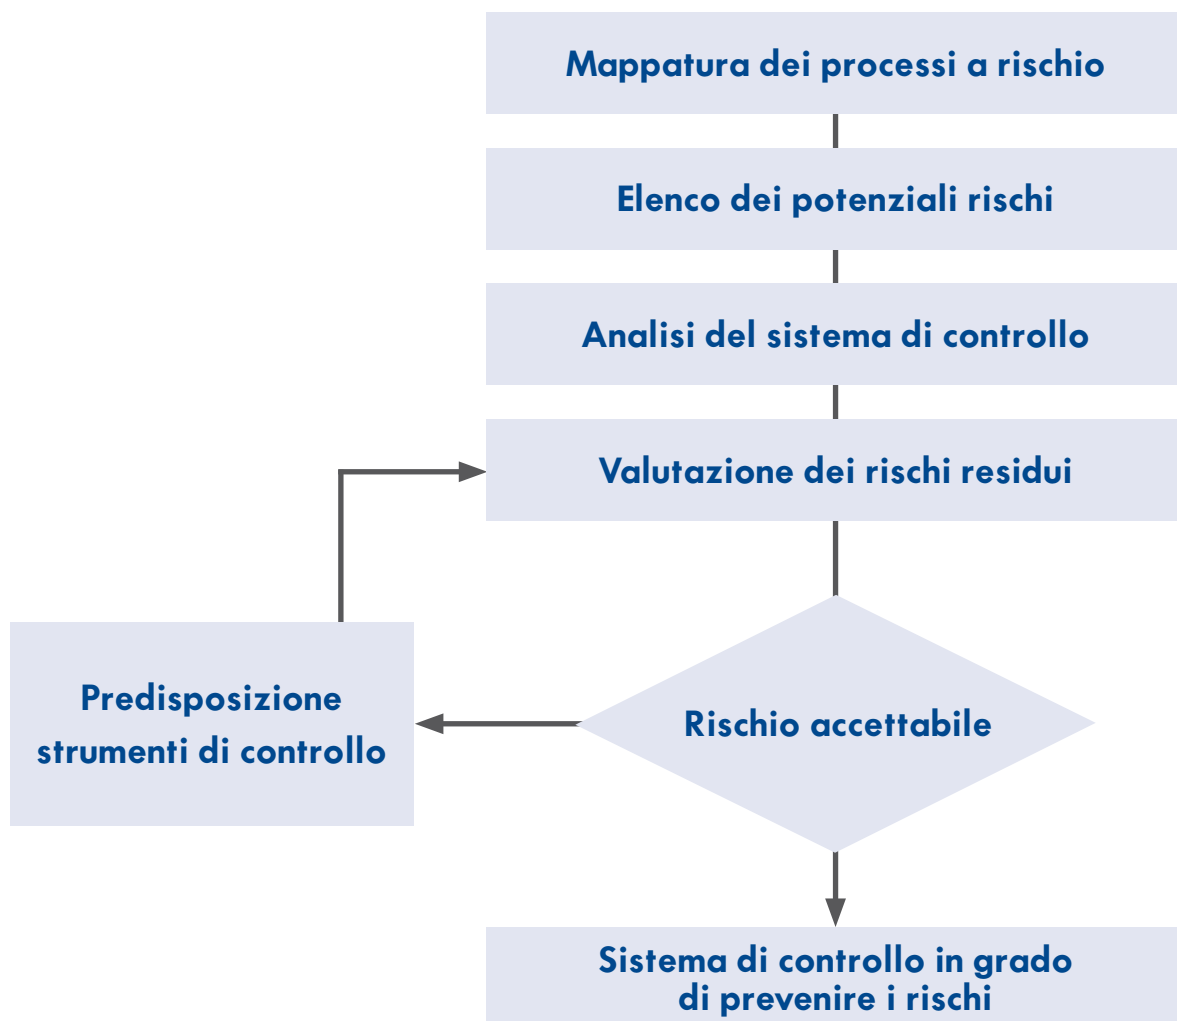 Mappatura dei processi a rischio
Elenco dei potenziali rischi
Analisi del sistema di controllo
Valutazione dei rischi residui
Predisposizione
strumenti di controllo
Rischio accettabile
Sistema di controllo in grado
di prevenire i rischi